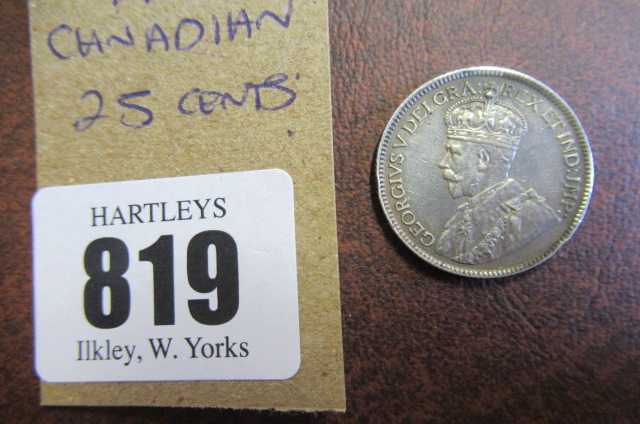 CANADIAN
25 CENTS
HARTLEYS
819
Ilkley, W. Yorks
GEORGIVS V DEI GRA: REX ET IND: IMP: